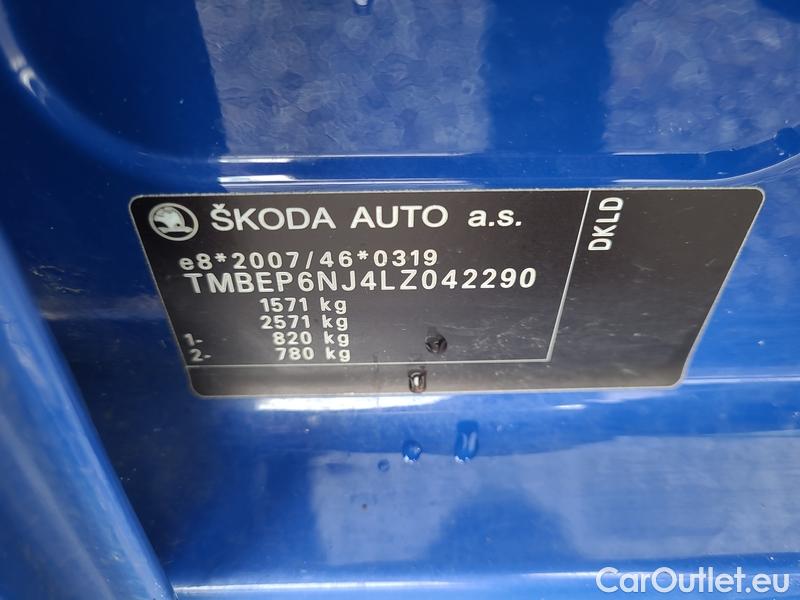 ŠKODA AUTO a.s.
e8*2007/46*0319
TMBEP6NJ4LZ042290
1571 kg
2571 kg
1- 820 kg
2- 780 kg
DKLD
CarOutlet.eu